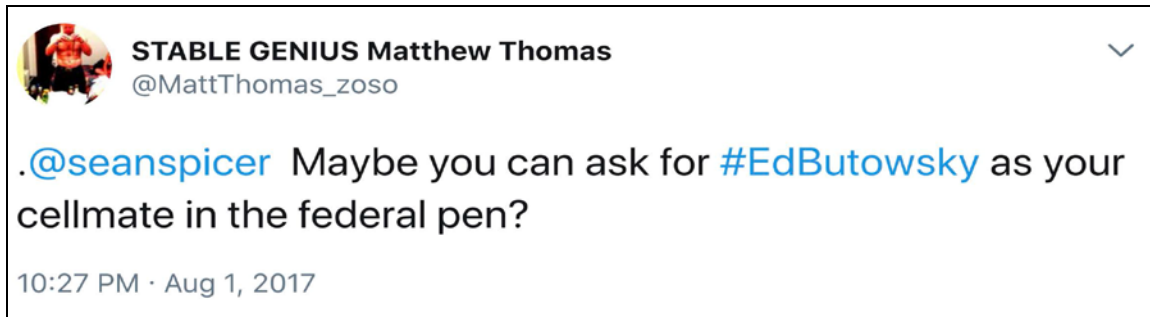 STABLE GENIUS Matthew Thomas
@MattThomas_zoso
.@seanspicer Maybe you can ask for #EdButowsky as your
cellmate in the federal pen?
10:27 PM · Aug 1, 2017